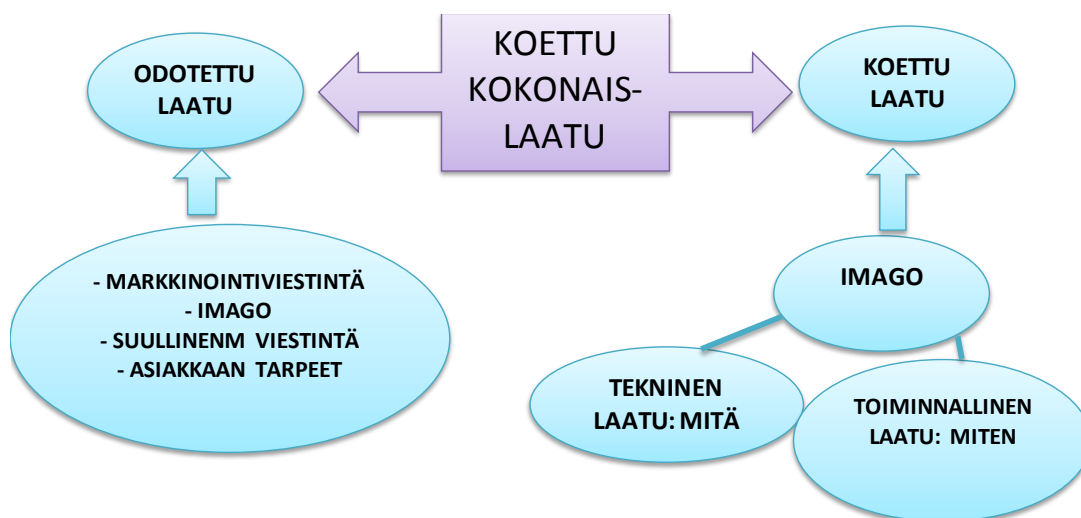 ODOTETTU
LAATU
KOETTU
KOKONAIS-
LAATU
KOETTU
LAATU
- MARKKINOINTIVIESTINTÄ
- IMAGO
- SUULLINENM VIESTINTÄ
- ASIAKKAAN TARPEET
IMAGO
TEKNINEN
LAATU: MITÄ
TOIMINNALLINEN
LAATU: MITEN